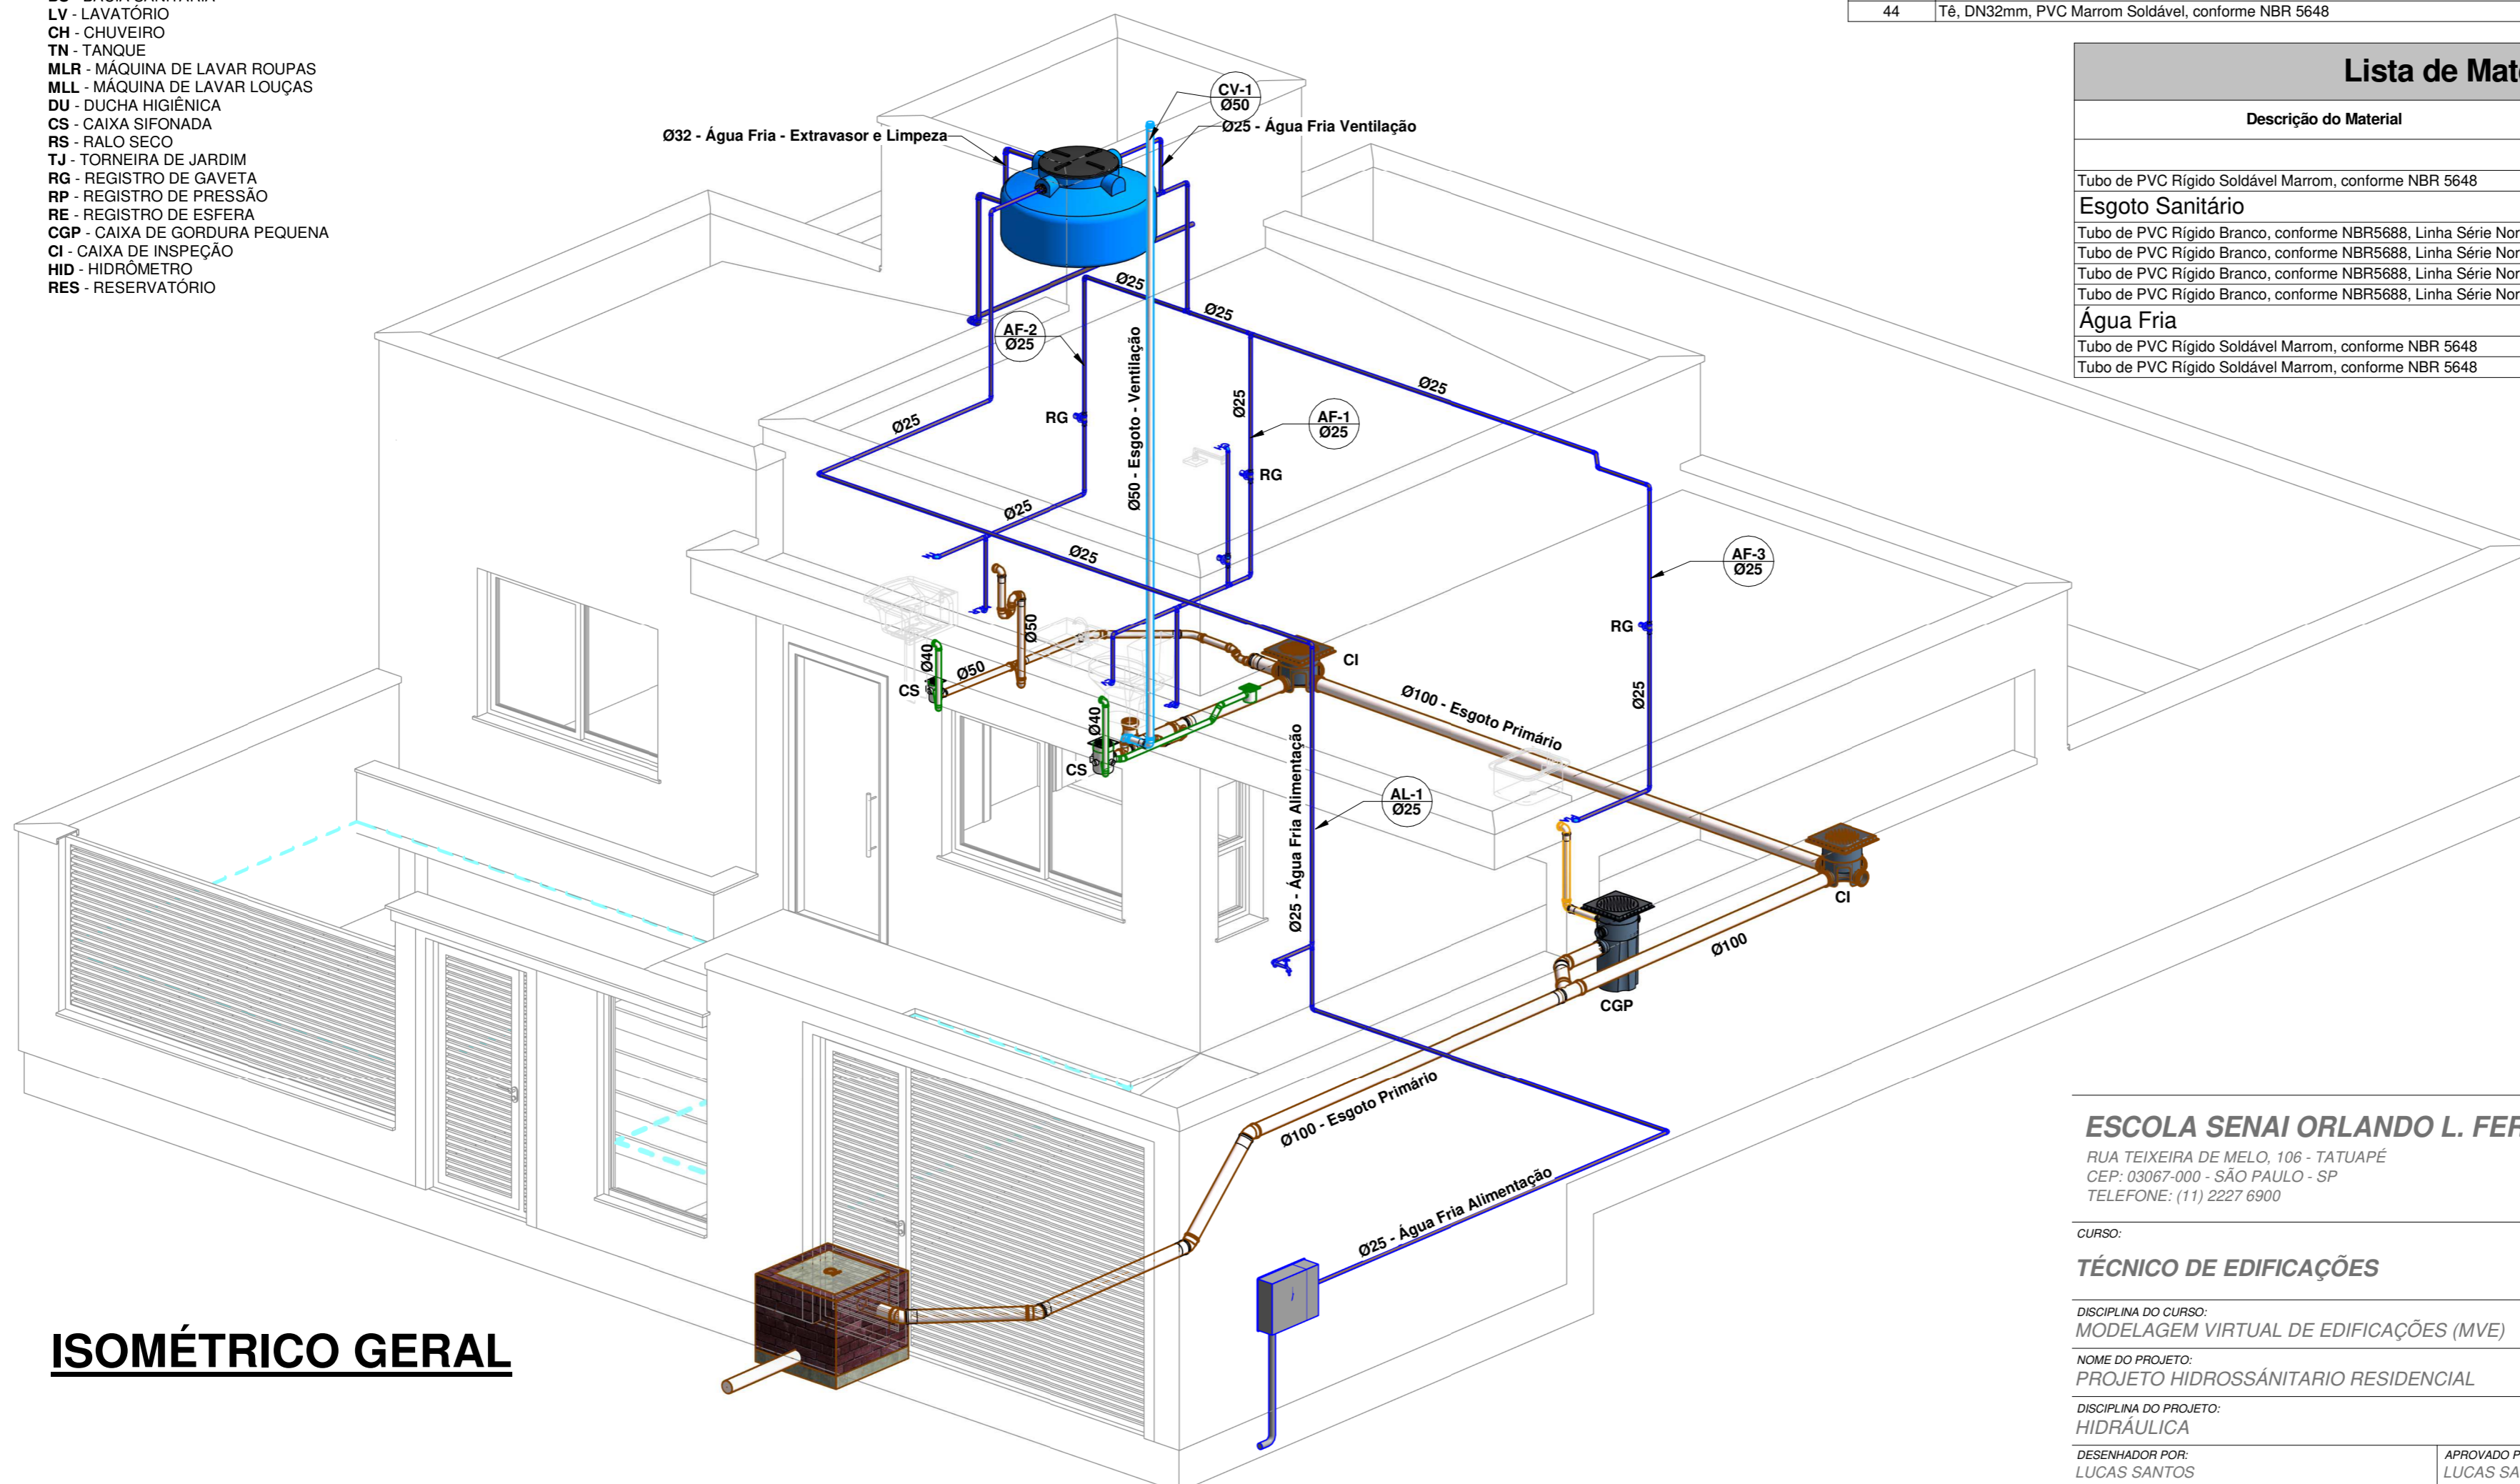 LV - LAVATÓRIO
CH - CHUVEIRO
TN - TANQUE
MLR - MÁQUINA DE LAVAR ROUPAS
MLL - MÁQUINA DE LAVAR LOUÇAS
DU - DUCHA HIGIÊNICA
CS - CAIXA SIFONADA
RS - RALO SECO
TJ - TORNEIRA DE JARDIM
RG - REGISTRO DE GAVETA
RP - REGISTRO DE PRESSÃO
RE - REGISTRO DE ESFERA
CGP - CAIXA DE GORDURA PEQUENA
CI - CAIXA DE INSPEÇÃO
HID - HIDRÔMETRO
RES - RESERVATÓRIO
44 Tê, DN32mm, PVC Marrom Soldável, conforme NBR 5648
Lista de Mat
Descrição do Material
Tubo de PVC Rígido Soldável Marrom, conforme NBR 5648
Esgoto Sanitário
Tubo de PVC Rígido Branco, conforme NBR5688, Linha Série Nor
Tubo de PVC Rígido Branco, conforme NBR5688, Linha Série Nor
Tubo de PVC Rígido Branco, conforme NBR5688, Linha Série Nor
Tubo de PVC Rígido Branco, conforme NBR5688, Linha Série Nor
Água Fria
Tubo de PVC Rígido Soldável Marrom, conforme NBR 5648
Tubo de PVC Rígido Soldável Marrom, conforme NBR 5648
CV-1
Ø50
Ø32 - Água Fria - Extravasor e Limpeza
Ø25 - Água Fria Ventilação
Ø25
Ø25
AF-2
Ø25
Ø50 - Esgoto - Ventilação
Ø25
Ø25
RG
Ø25
AF-1
Ø25
RG
Ø25
Ø25
AF-3
Ø25
RG
Ø50
Ø40
Ø50
CS
CI
Ø100 - Esgoto Primário
Ø25
Ø40
CS
Ø25 - Água Fria Alimentação
AL-1
Ø25
CI
Ø100
CGP
Ø100 - Esgoto Primário
Ø25 - Água Fria Alimentação
ISOMÉTRICO GERAL
ESCOLA SENAI ORLANDO L. FER
RUA TEIXEIRA DE MELO, 106 - TATUAPÉ
CEP: 03067-000 - SÃO PAULO - SP
TELEFONE: (11) 2227 6900
CURSO:
TÉCNICO DE EDIFICAÇÕES
DISCIPLINA DO CURSO:
MODELAGEM VIRTUAL DE EDIFICAÇÕES (MVE)
NOME DO PROJETO:
PROJETO HIDROSSÁNITARIO RESIDENCIAL
DISCIPLINA DO PROJETO:
HIDRÁULICA
DESENHADOR POR:
LUCAS SANTOS
APROVADO P
LUCAS SA